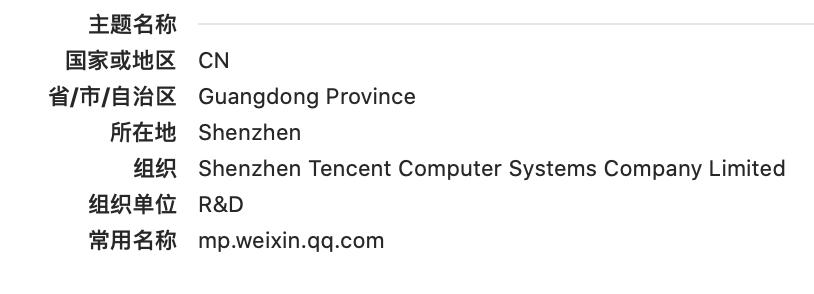 主题名称
国家或地区 CN
省/市/自治区 Guangdong Province
所在地 Shenzhen
组织 Shenzhen Tencent Computer Systems Company Limited
组织单位 R&D
常用名称 mp.weixin.qq.com